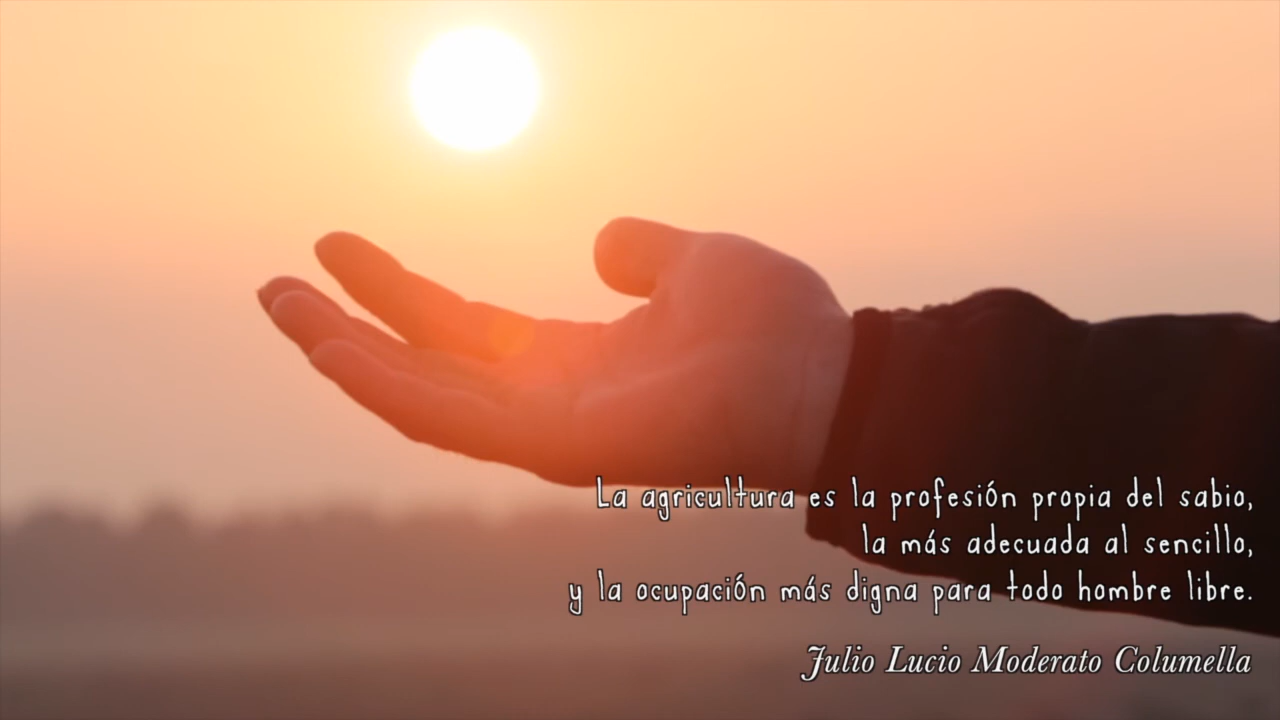 La agricultura es la profesión propia del sabio,
la más adecuada al sencillo,
y la ocupación más digna para todo hombre libre.
Julio Lucio Moderato Columella